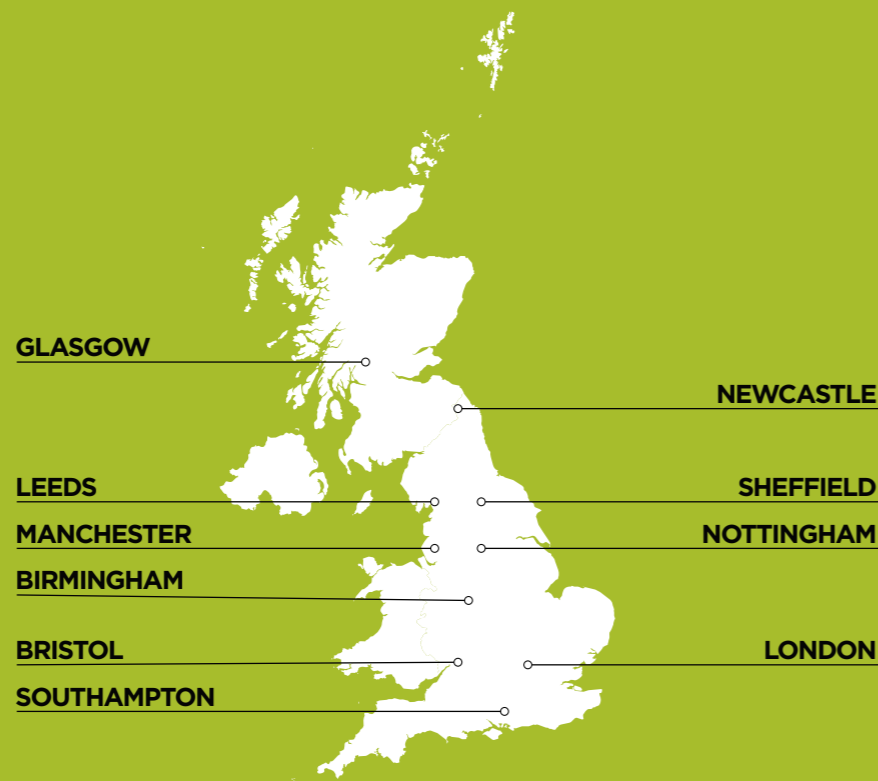 GLASGOW
NEWCASTLE
LEEDS
SHEFFIELD
MANCHESTER
NOTTINGHAM
BIRMINGHAM
BRISTOL
LONDON
SOUTHAMPTON